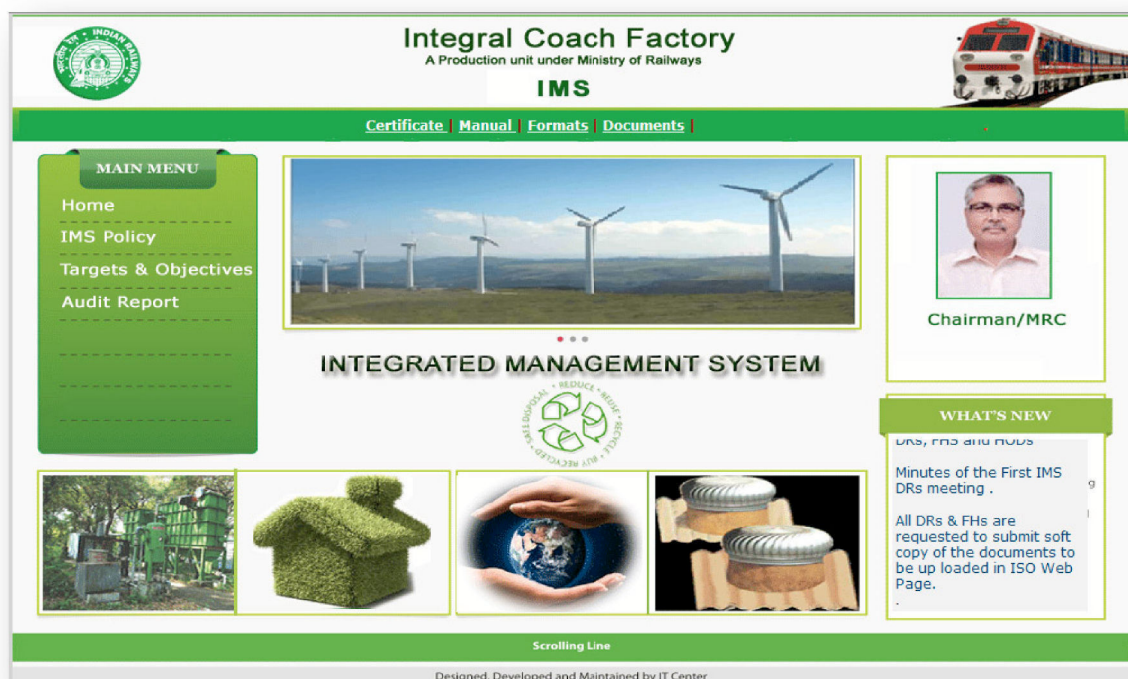 INDIAN RAILWAYS
भारतीय रेल
Integral Coach Factory
A Production unit under Ministry of Railways
IMS
Certificate | Manual | Formats | Documents |
MAIN MENU
Home
IMS Policy
Targets & Objectives
Audit Report
INTEGRATED MANAGEMENT SYSTEM
• REDUCE • REUSE • RECYCLE • BUY RECYCLED • SAFE DISPOSAL
Chairman/MRC
WHAT'S NEW
DRs, FHS and HODs
Minutes of the First IMS
DRs meeting .
All DRs & FHs are
requested to submit soft
copy of the documents to
be up loaded in ISO Web
Page.
.
Scrolling Line
Designed, Developed and Maintained by IT Center